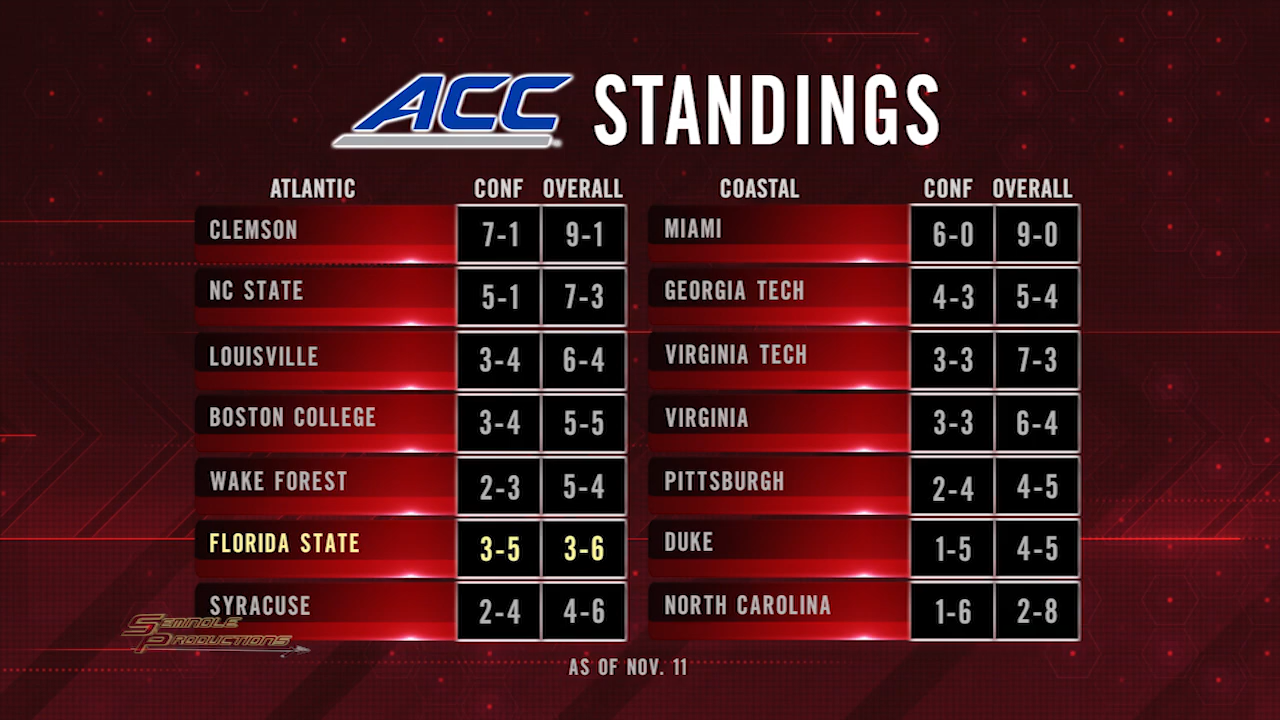 ACC STANDINGS
ATLANTIC CONF OVERALL COASTAL CONF OVERALL
CLEMSON 7-1 9-1 MIAMI 6-0 9-0
NC STATE 5-1 7-3 GEORGIA TECH 4-3 5-4
LOUISVILLE 3-4 6-4 VIRGINIA TECH 3-3 7-3
BOSTON COLLEGE 3-4 5-5 VIRGINIA 3-3 6-4
WAKE FOREST 2-3 5-4 PITTSBURGH 2-4 4-5
FLORIDA STATE 3-5 3-6 DUKE 1-5 4-5
SYRACUSE 2-4 4-6 NORTH CAROLINA 1-6 2-8
SEMINOLE
PRODUCTIONS
AS OF NOV. 11